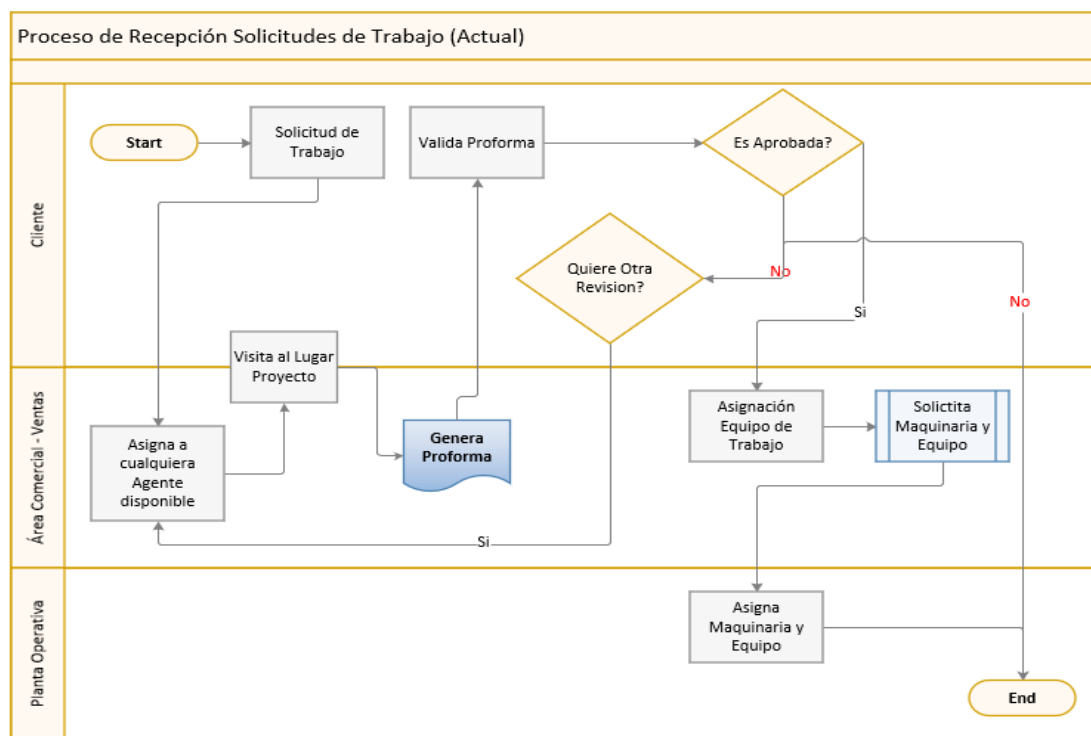 Proceso de Recepción Solicitudes de Trabajo (Actual)
Cliente
Start
Solicitud de
Trabajo
Valida Proforma
Es Aprobada?
Quiere Otra
Revision?
No
No
Si
Visita al Lugar
Proyecto
Área Comercial - Ventas
Asigna a
cualquiera
Agente
disponible
Genera
Proforma
Asignación
Equipo de
Trabajo
Solictita
Maquinaria y
Equipo
Si
Planta Operativa
Asigna
Maquinaria y
Equipo
End